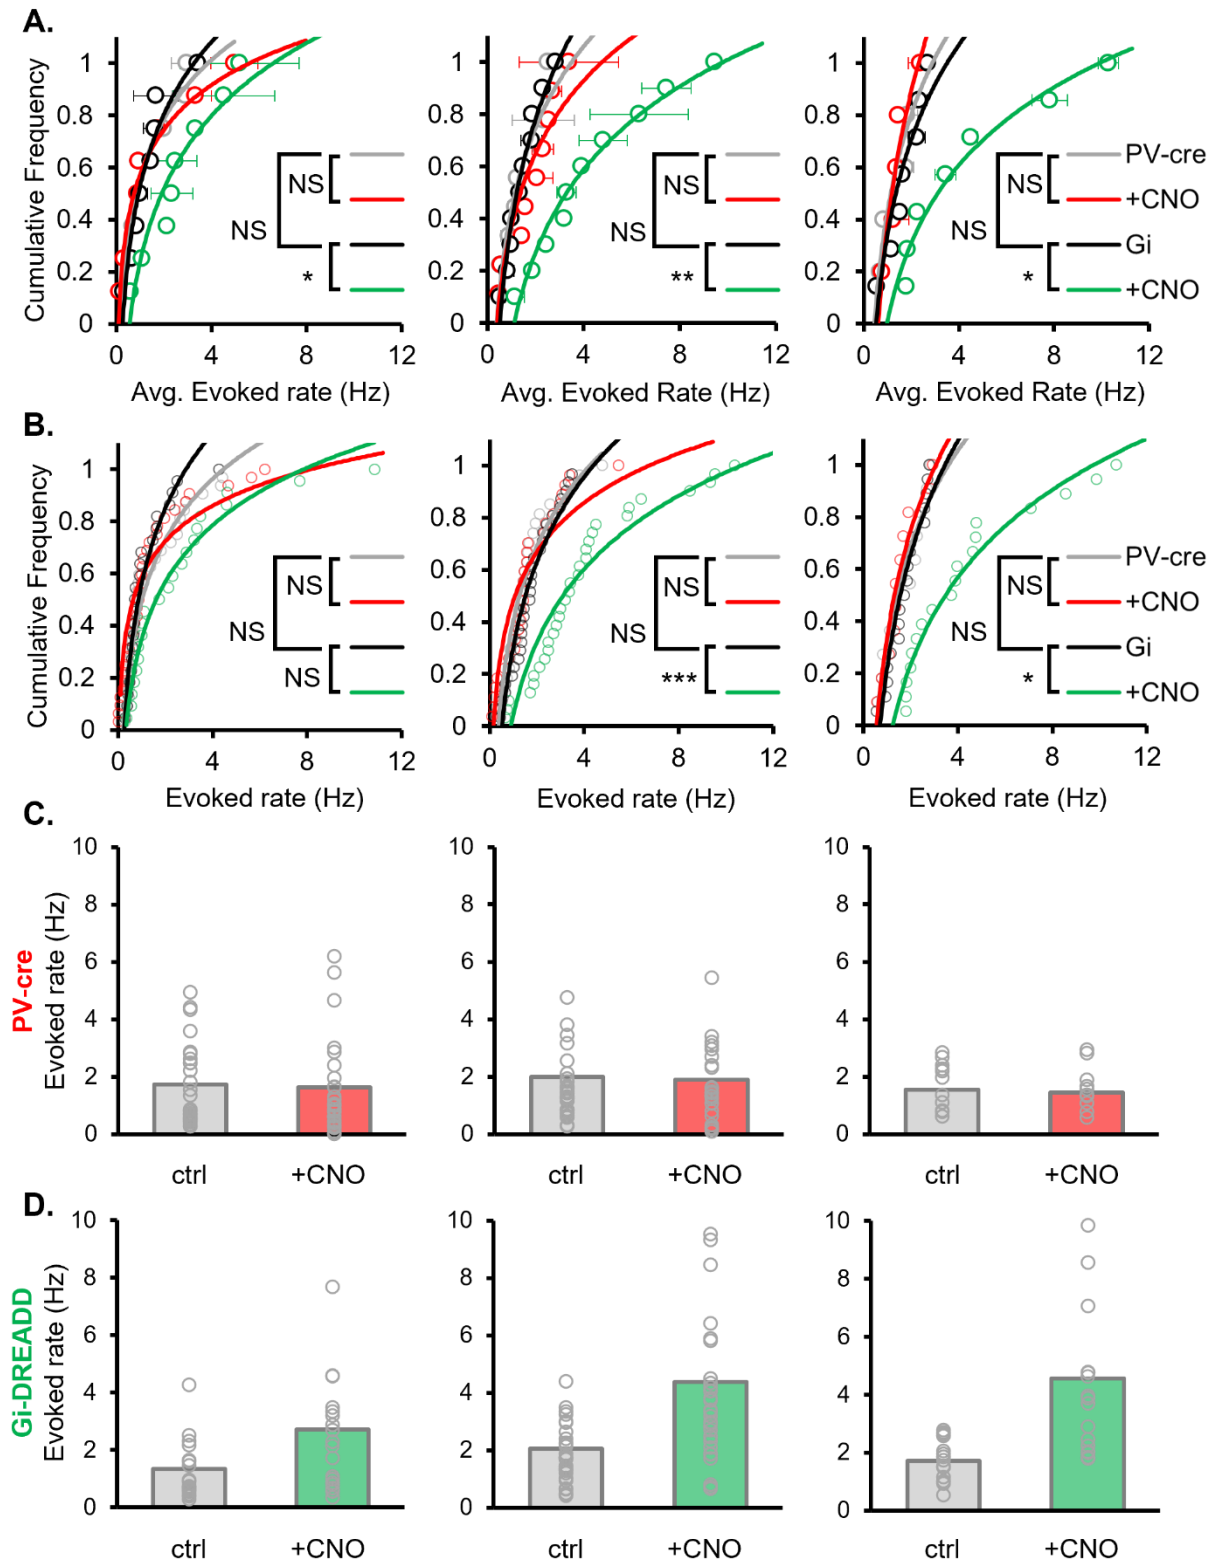 A.
Cumulative Frequency
1
0.8
0.6
0.4
0.2
0
0 4 8 12
NS
NS
*
Avg. Evoked rate (Hz)
1
0.8
0.6
0.4
0.2
0
0 4 8 12
NS
NS
**
Avg. Evoked Rate (Hz)
1
0.8
0.6
0.4
0.2
0
0 4 8 12
NS
NS
*
PV-cre
+CNO
Gi
+CNO
Avg. Evoked Rate (Hz)
B.
Cumulative Frequency
1
0.8
0.6
0.4
0.2
0
0 4 8 12
NS
NS
NS
Evoked rate (Hz)
1
0.8
0.6
0.4
0.2
0
0 4 8 12
NS
NS
***
Evoked rate (Hz)
1
0.8
0.6
0.4
0.2
0
0 4 8 12
NS
NS
*
PV-cre
+CNO
Gi
+CNO
Evoked rate (Hz)
C.
PV-cre
Evoked rate (Hz)
10
8
6
4
2
0
ctrl +CNO
10
8
6
4
2
0
ctrl +CNO
10
8
6
4
2
0
ctrl +CNO
D.
Gi-DREADD
Evoked rate (Hz)
10
8
6
4
2
0
ctrl +CNO
10
8
6
4
2
0
ctrl +CNO
10
8
6
4
2
0
ctrl +CNO